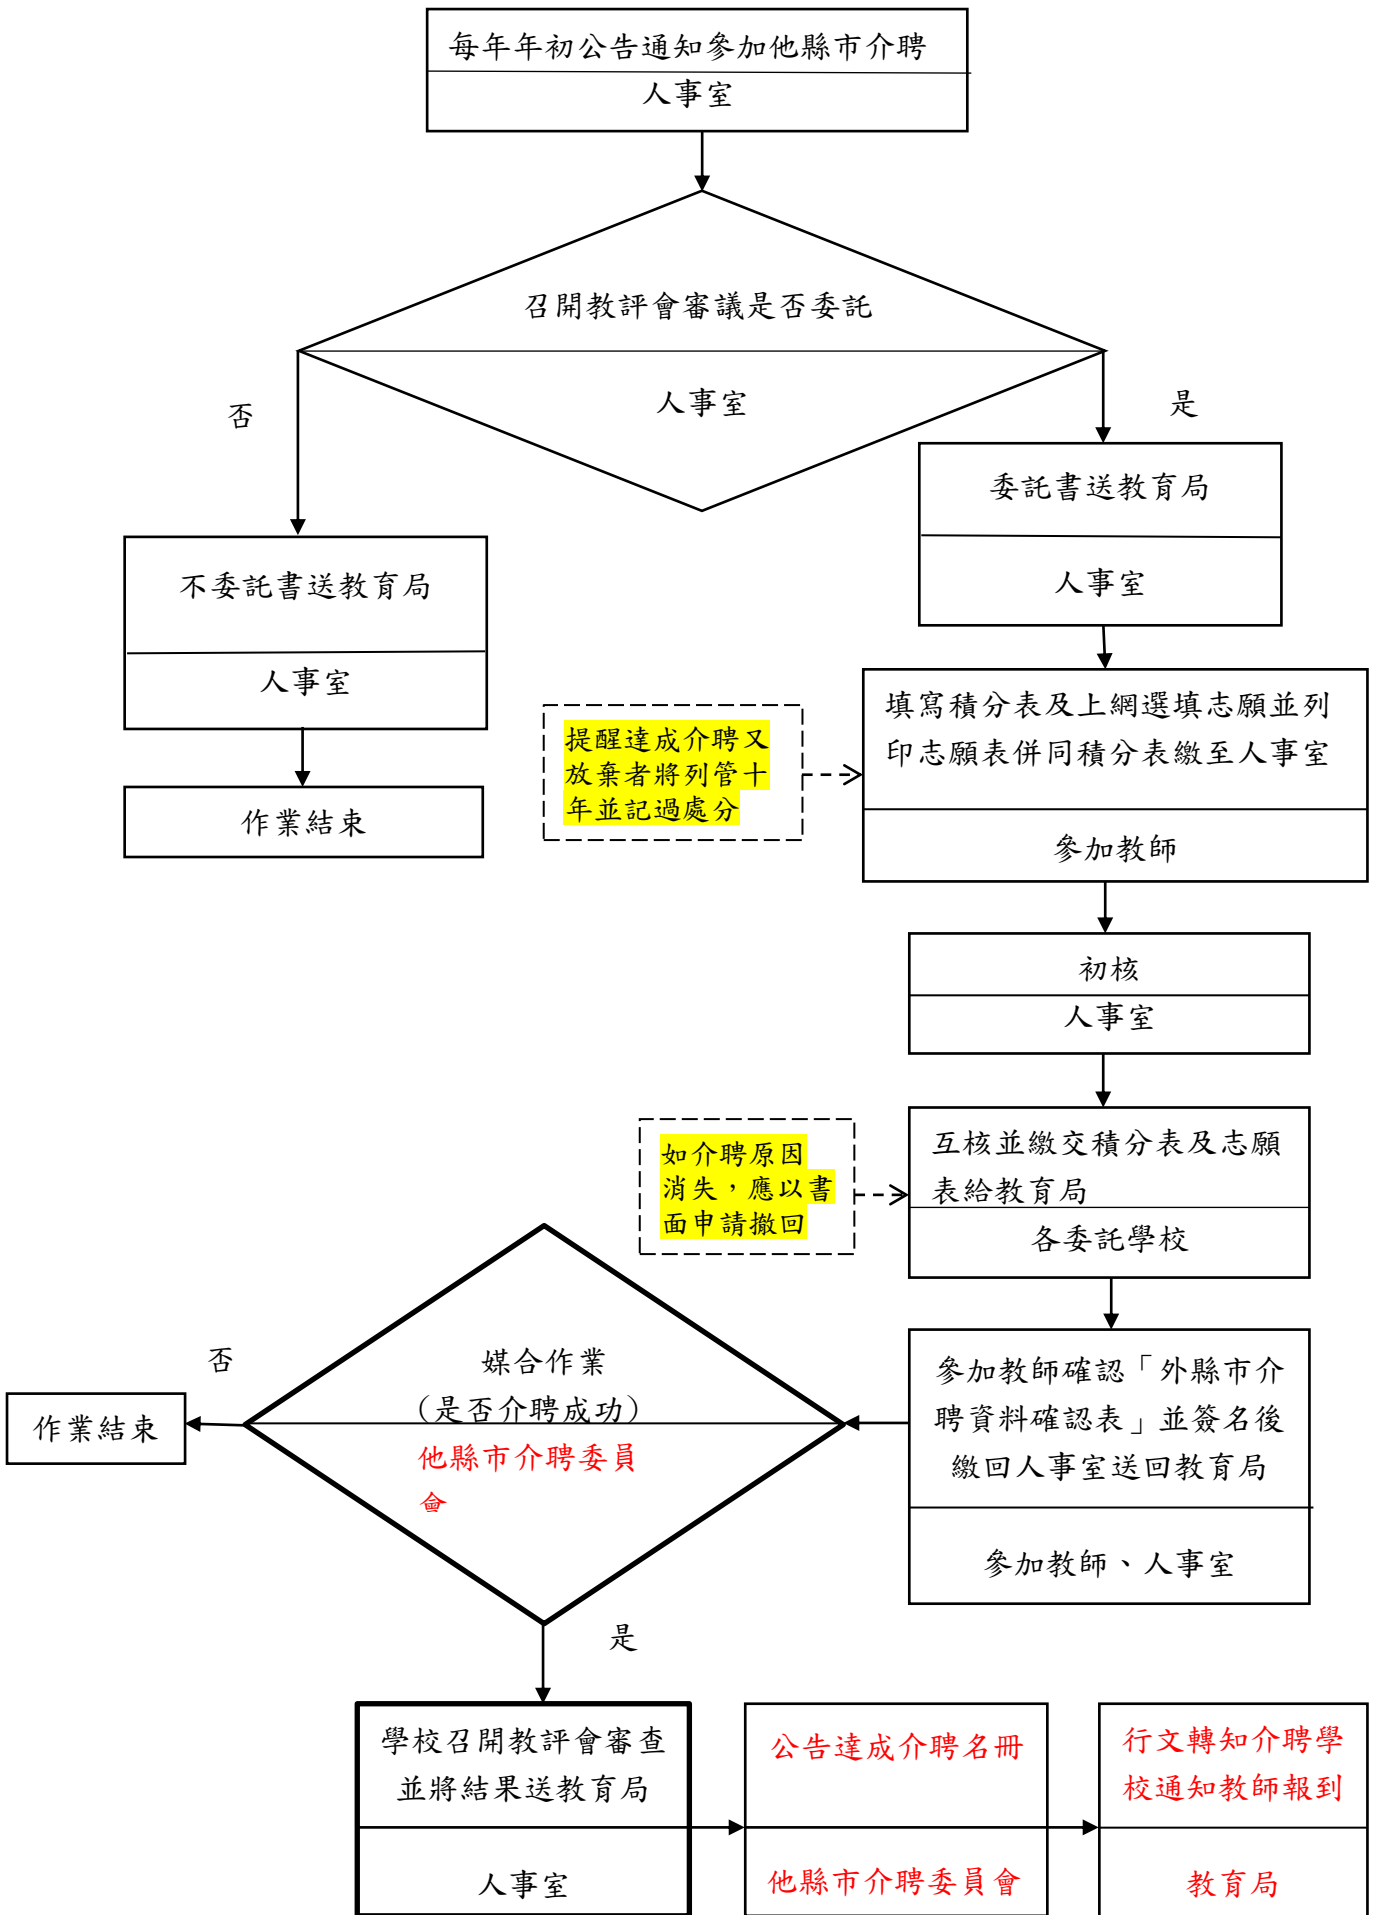 每年年初公告通知參加他縣市介聘
人事室
召開教評會審議是否委託
人事室
否
是
委託書送教育局
人事室
不委託書送教育局
人事室
作業結束
填寫積分表及上網選填志願並列
印志願表併同積分表繳至人事室
參加教師
提醒達成介聘又
放棄者將列管十
年並記過處分
初核
人事室
互核並繳交積分表及志願
表給教育局
各委託學校
如介聘原因
消失，應以書
面申請撤回
參加教師確認「外縣市介
聘資料確認表」並簽名後
繳回人事室送回教育局
參加教師、人事室
媒合作業
(是否介聘成功)
他縣市介聘委員
會
否
作業結束
是
學校召開教評會審查
並將結果送教育局
人事室
公告達成介聘名冊
他縣市介聘委員會
行文轉知介聘學
校通知教師報到
教育局